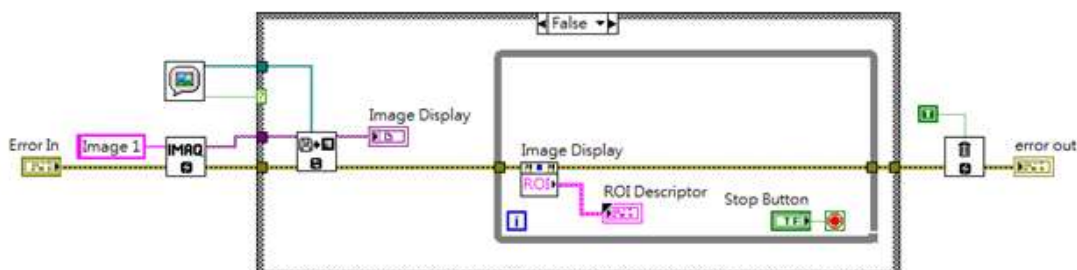 False
Image Display
Error In
Image 1
IMAQ
Image Display
error out
ROI
ROI Descriptor
Stop Button
i
TF
T
?